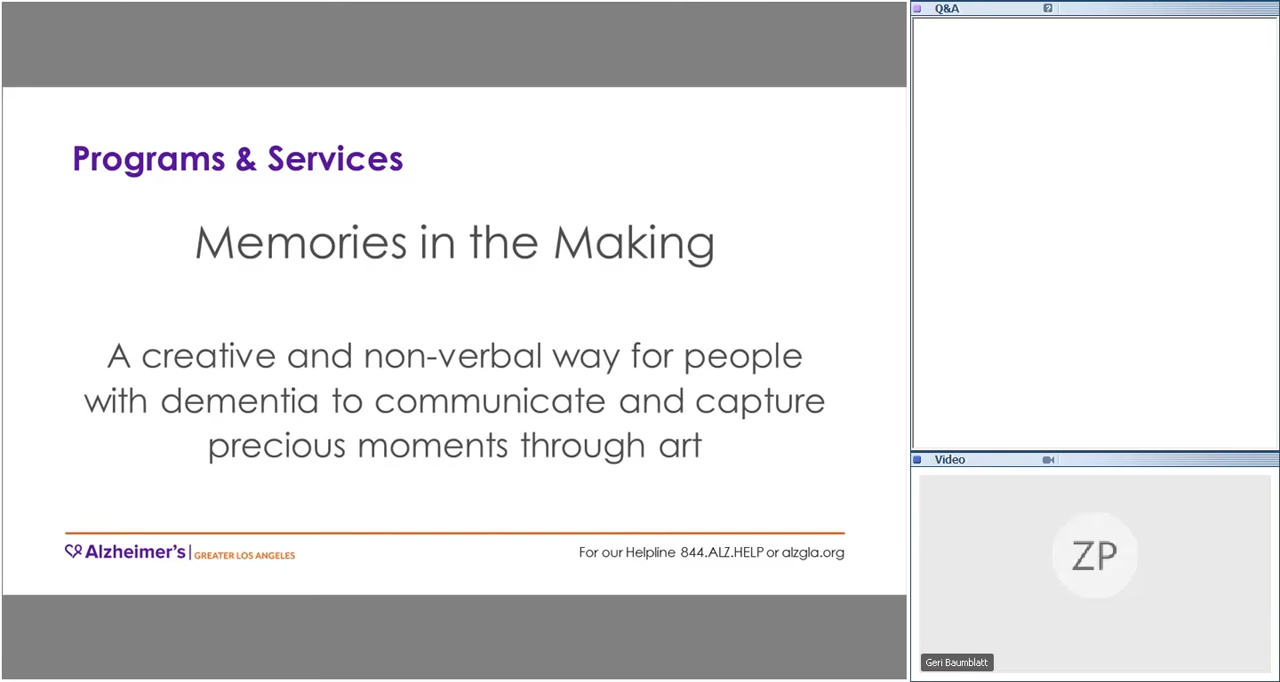 Programs & Services
Memories in the Making
A creative and non-verbal way for people
with dementia to communicate and capture
precious moments through art
Alzheimer's | GREATER LOS ANGELES
For our Helpline 844.ALZ.HELP or alzgla.org
Q&A
?
Video
ZP
Geri Baumblatt